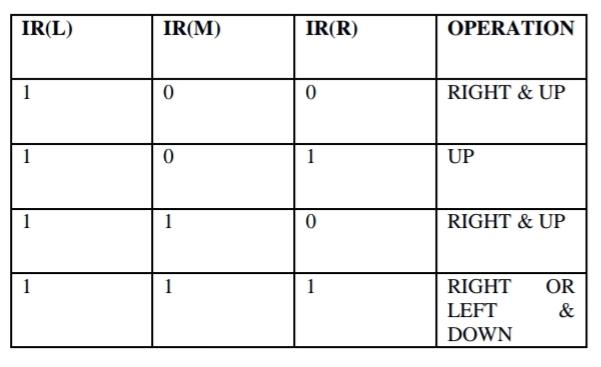 IR(L) IR(M) IR(R) OPERATION
1 0 0 RIGHT & UP
1 0 1 UP
1 1 0 RIGHT & UP
1 1 1 RIGHT OR
LEFT &
DOWN